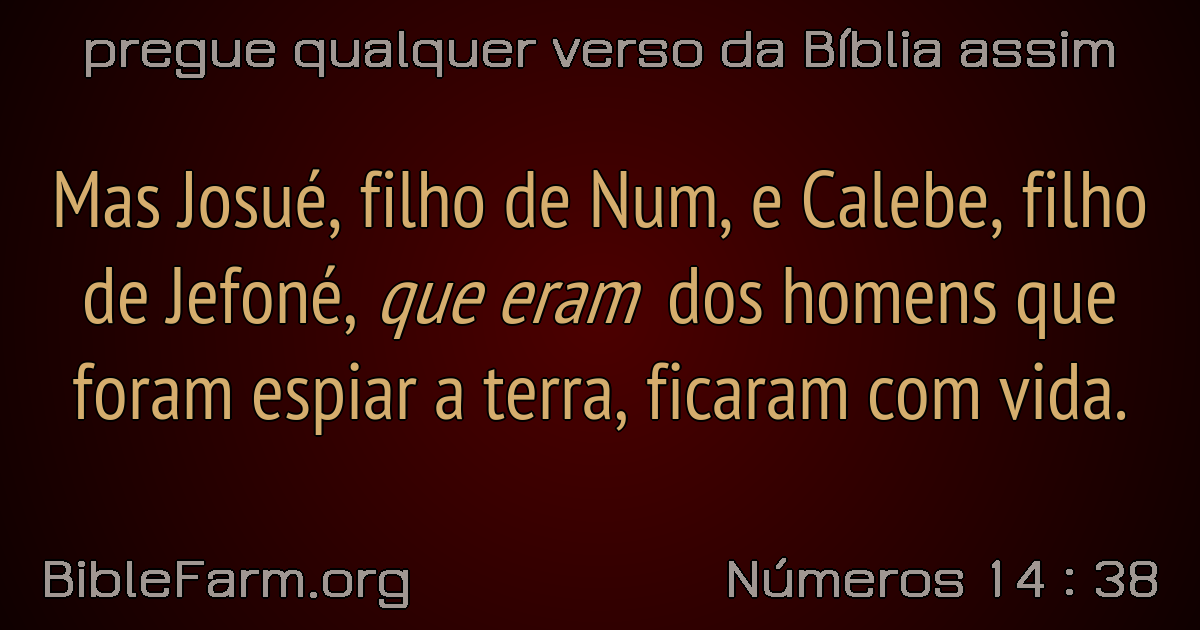 pregue qualquer verso da Bíblia assim
Mas Josué, filho de Num, e Calebe, filho
de Jefoné, que eram dos homens que
foram espiar a terra, ficaram com vida.
BibleFarm.org
Números 14 : 38